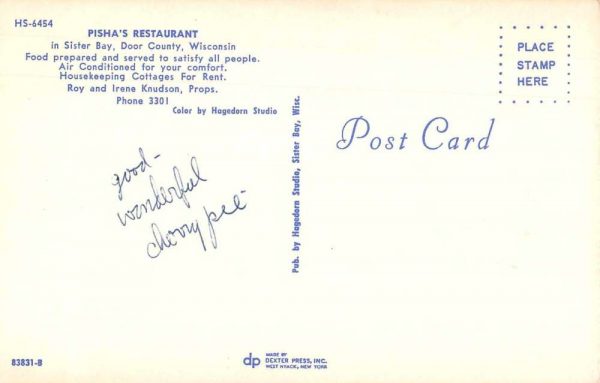 HS-6454
PISHA'S RESTAURANT
in Sister Bay, Door County, Wisconsin
Food prepared and served to satisfy all people.
Air Conditioned for your comfort.
Housekeeping Cottages For Rent.
Roy and Irene Knudson, Props.
Phone 3301
Color by Hagedorn Studio
good-
wonderful
cherry pie-
Pub. by Hagedorn Studio, Sister Bay, Wisc.
Post Card
PLACE
STAMP
HERE
83831-B
dp
MADE BY
DEXTER PRESS, INC.
WEST NYACK, NEW YORK